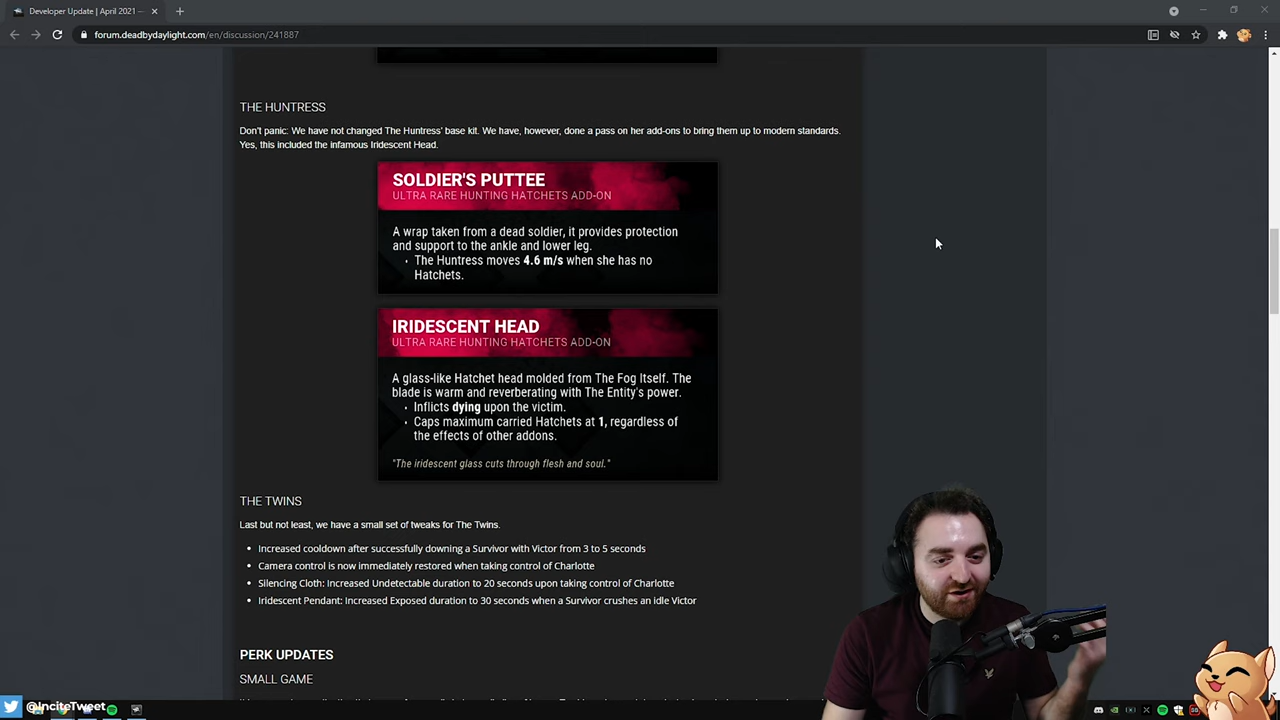 Developer Update | April 2021 —
forum.deadbydaylight.com/en/discussion/241887
THE HUNTRESS
Don't panic: We have not changed The Huntress' base kit. We have, however, done a pass on her add-ons to bring them up to modern standards.
Yes, this included the infamous Iridescent Head.
SOLDIER'S PUTTEE
ULTRA RARE HUNTING HATCHETS ADD-ON
A wrap taken from a dead soldier, it provides protection
and support to the ankle and lower leg.
• The Huntress moves 4.6 m/s when she has no
Hatchets.
IRIDESCENT HEAD
ULTRA RARE HUNTING HATCHETS ADD-ON
A glass-like Hatchet head molded from The Fog Itself. The
blade is warm and reverberating with The Entity's power.
• Inflicts dying upon the victim.
• Caps maximum carried Hatchets at 1, regardless of
the effects of other addons.
"The iridescent glass cuts through flesh and soul."
THE TWINS
Last but not least, we have a small set of tweaks for The Twins.
• Increased cooldown after successfully downing a Survivor with Victor from 3 to 5 seconds
• Camera control is now immediately restored when taking control of Charlotte
• Silencing Cloth: Increased Undetectable duration to 20 seconds upon taking control of Charlotte
• Iridescent Pendant: Increased Exposed duration to 30 seconds when a Survivor crushes an idle Victor
PERK UPDATES
SMALL GAME
@InciteTweet